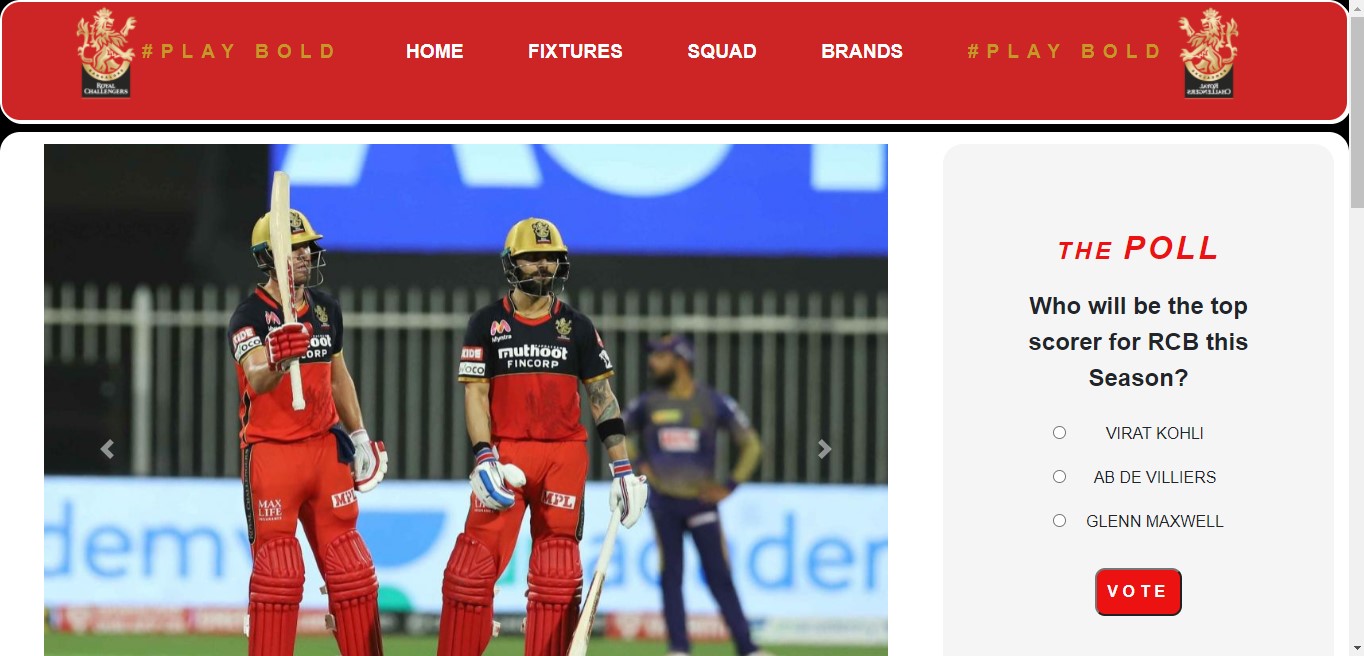 #PLAY BOLD HOME FIXTURES SQUAD BRANDS #PLAY BOLD
ROYAL
CHALLENGERS
THE POLL
Who will be the top
scorer for RCB this
Season?
VIRAT KOHLI
AB DE VILLIERS
GLENN MAXWELL
VOTE
Myntra
muthoot
FINCORP
MAX
LIFE
MPL
MPL